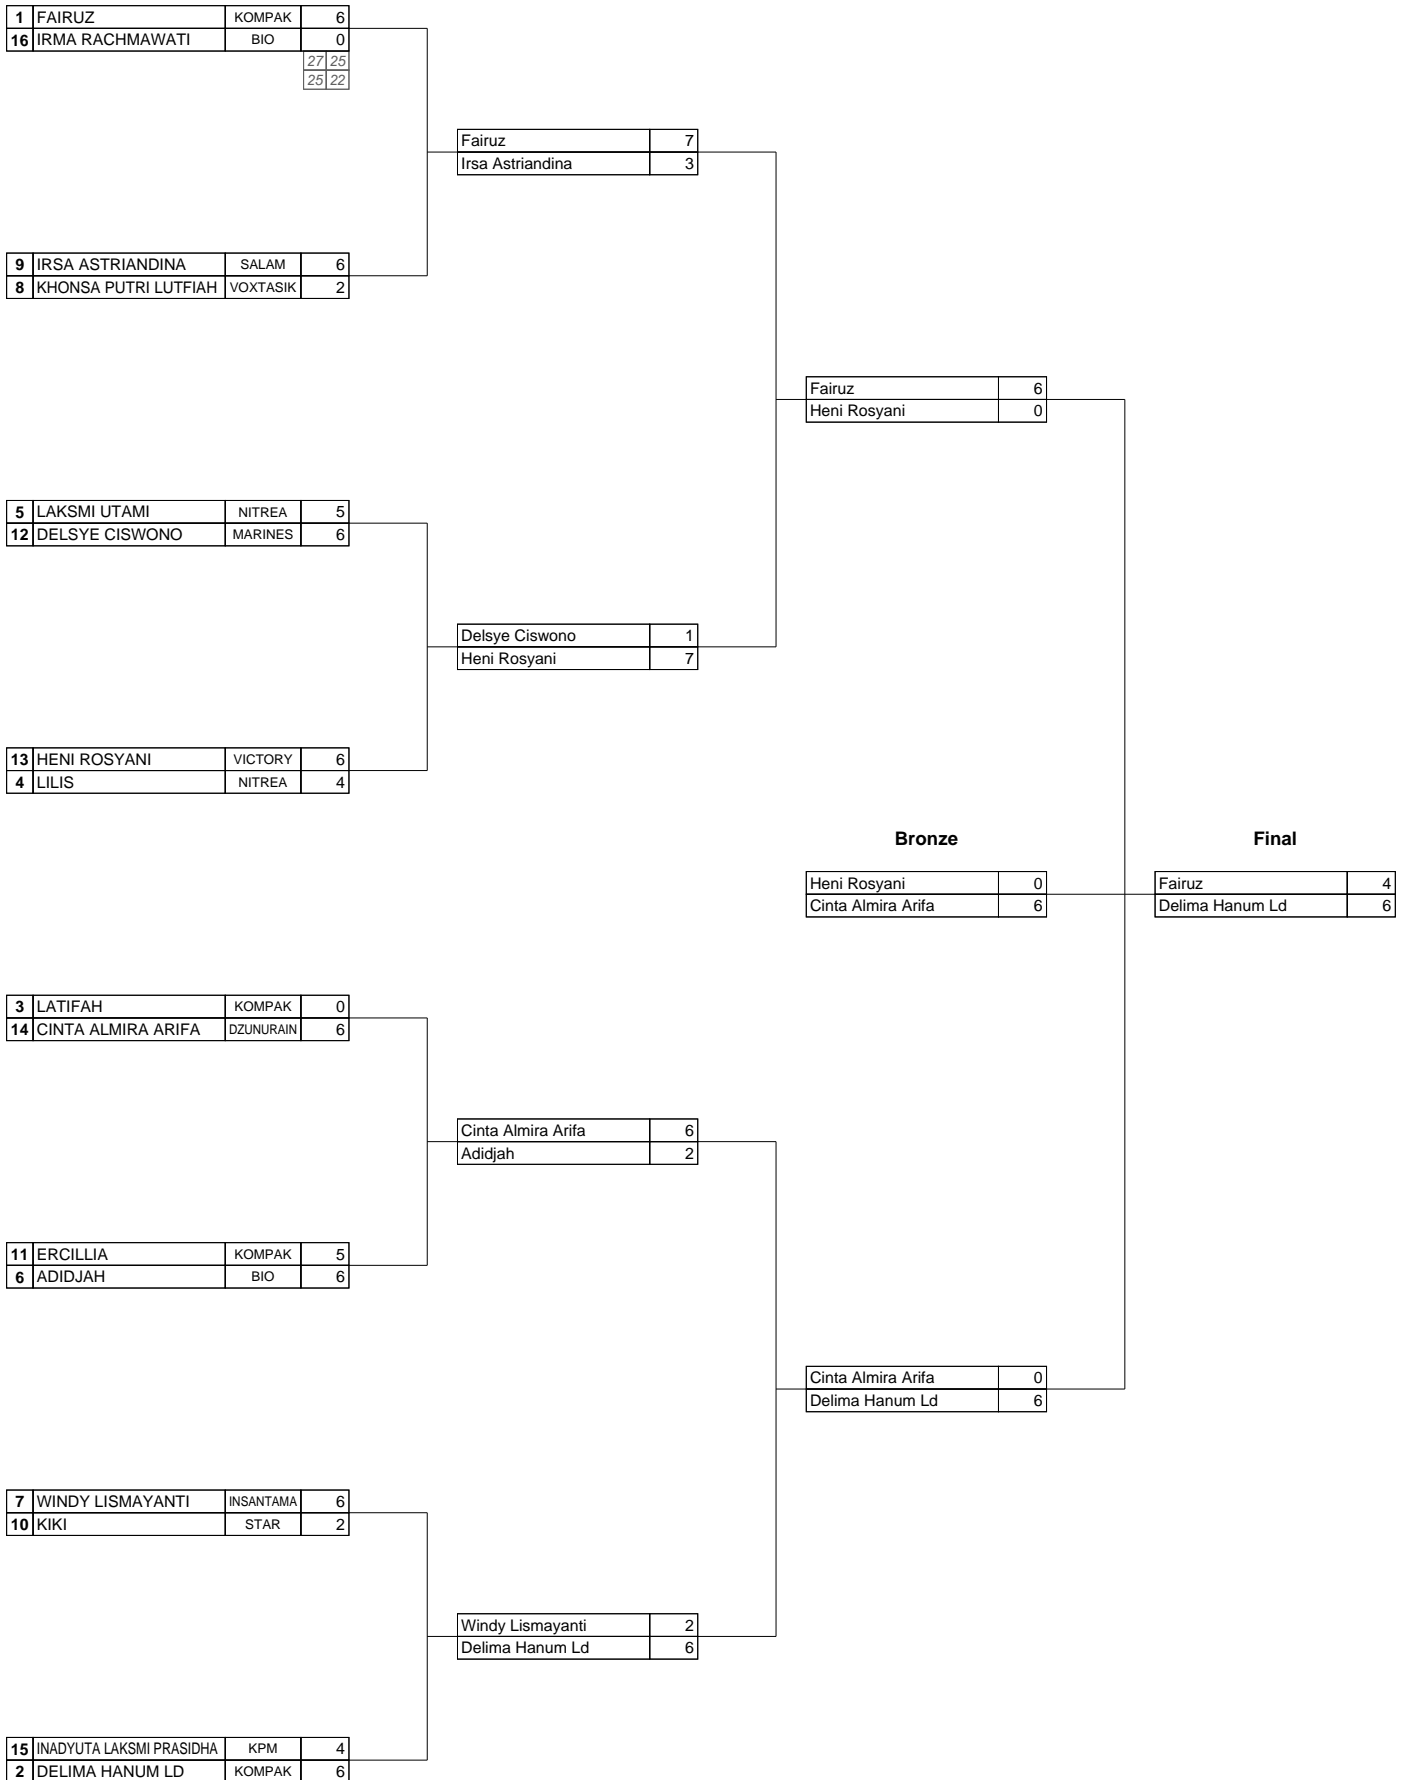 1 FAIRUZ KOMPAK 6
16 IRMA RACHMAWATI BIO 0
27 25
25 22
Fairuz 7
Irsa Astriandina 3
9 IRSA ASTRIANDINA SALAM 6
8 KHONSA PUTRI LUTFIAH VOXTASIK 2
Fairuz 6
Heni Rosyani 0
5 LAKSMI UTAMI NITREA 5
12 DELSYE CISWONO MARINES 6
Delsye Ciswono 1
Heni Rosyani 7
13 HENI ROSYANI VICTORY 6
4 LILIS NITREA 4
Bronze Final
Heni Rosyani 0 Fairuz 4
Cinta Almira Arifa 6 Delima Hanum Ld 6
3 LATIFAH KOMPAK 0
14 CINTA ALMIRA ARIFA DZUNURAIN 6
Cinta Almira Arifa 6
Adidjah 2
11 ERCILLIA KOMPAK 5
6 ADIDJAH BIO 6
Cinta Almira Arifa 0
Delima Hanum Ld 6
7 WINDY LISMAYANTI INSANTAMA 6
10 KIKI STAR 2
Windy Lismayanti 2
Delima Hanum Ld 6
15 INADYUTA LAKSMI PRASIDHA KPM 4
2 DELIMA HANUM LD KOMPAK 6